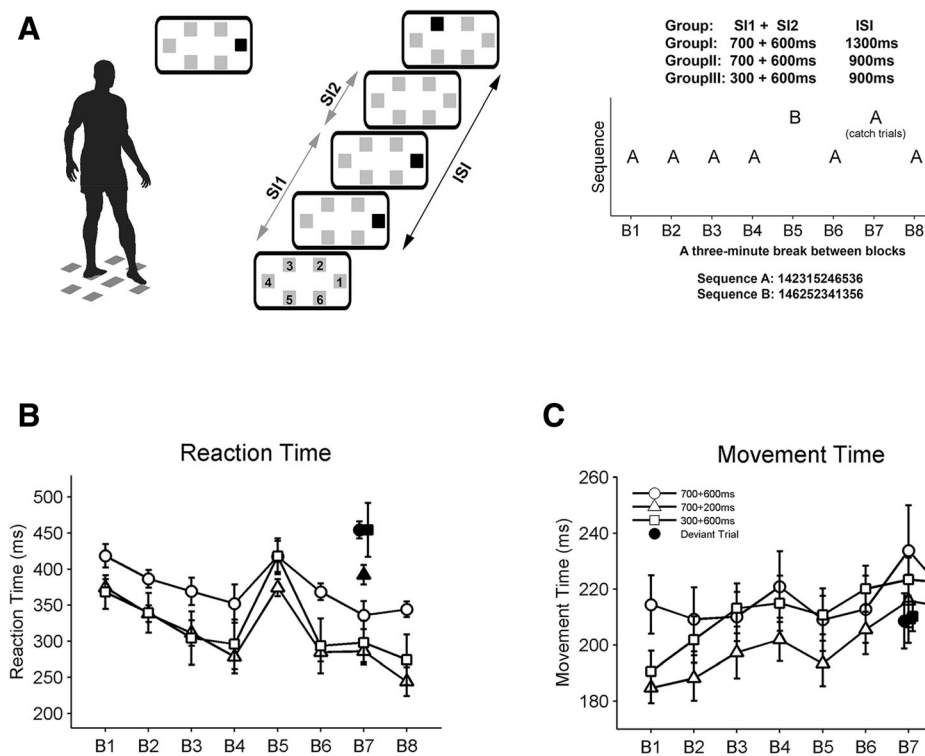 A
SI1
SI2
ISI
3 2
4 1
5 6
Group: SI1 + SI2 ISI
GroupI: 700 + 600ms 1300ms
GroupII: 700 + 600ms 900ms
GroupIII: 300 + 600ms 900ms
Sequence
B A
(catch trials)
A A A A A A
B1 B2 B3 B4 B5 B6 B7 B8
A three-minute break between blocks
Sequence A: 142315246536
Sequence B: 146252341356
B
Reaction Time
Reaction Time (ms)
500
450
400
350
300
250
200
B1 B2 B3 B4 B5 B6 B7 B8
C
Movement Time
Movement Time (ms)
260
240
220
200
180
700+600ms
700+200ms
300+600ms
Deviant Trial
B1 B2 B3 B4 B5 B6 B7